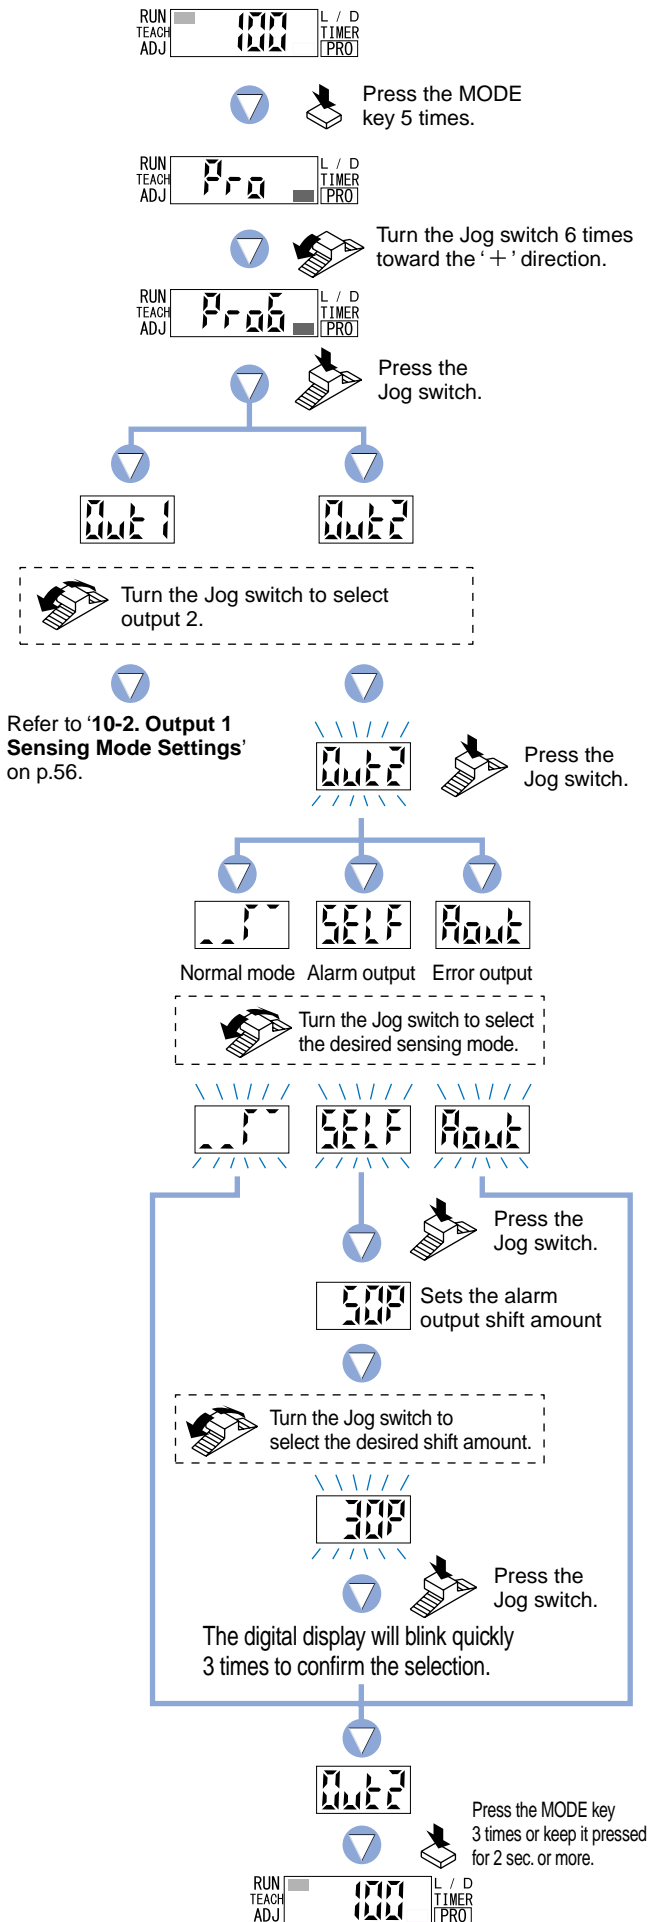 RUN
TEACH
ADJ
100
L / D
TIMER
PRO
Press the MODE
key 5 times.
RUN
TEACH
ADJ
Pro
L / D
TIMER
PRO
Turn the Jog switch 6 times
toward the ‘＋’ direction.
RUN
TEACH
ADJ
Pro6
L / D
TIMER
PRO
Press the
Jog switch.
Out1
Out2
Turn the Jog switch to select
output 2.
Refer to ‘10-2. Output 1
Sensing Mode Settings’
on p.56.
Out2
Press the
Jog switch.
SELF
Aout
Normal mode
Alarm output
Error output
Turn the Jog switch to select
the desired sensing mode.
SELF
Aout
Press the
Jog switch.
50P
Sets the alarm
output shift amount
Turn the Jog switch to
select the desired shift amount.
30P
Press the
Jog switch.
The digital display will blink quickly
3 times to confirm the selection.
Out2
Press the MODE key
3 times or keep it pressed
for 2 sec. or more.
RUN
TEACH
ADJ
100
L / D
TIMER
PRO